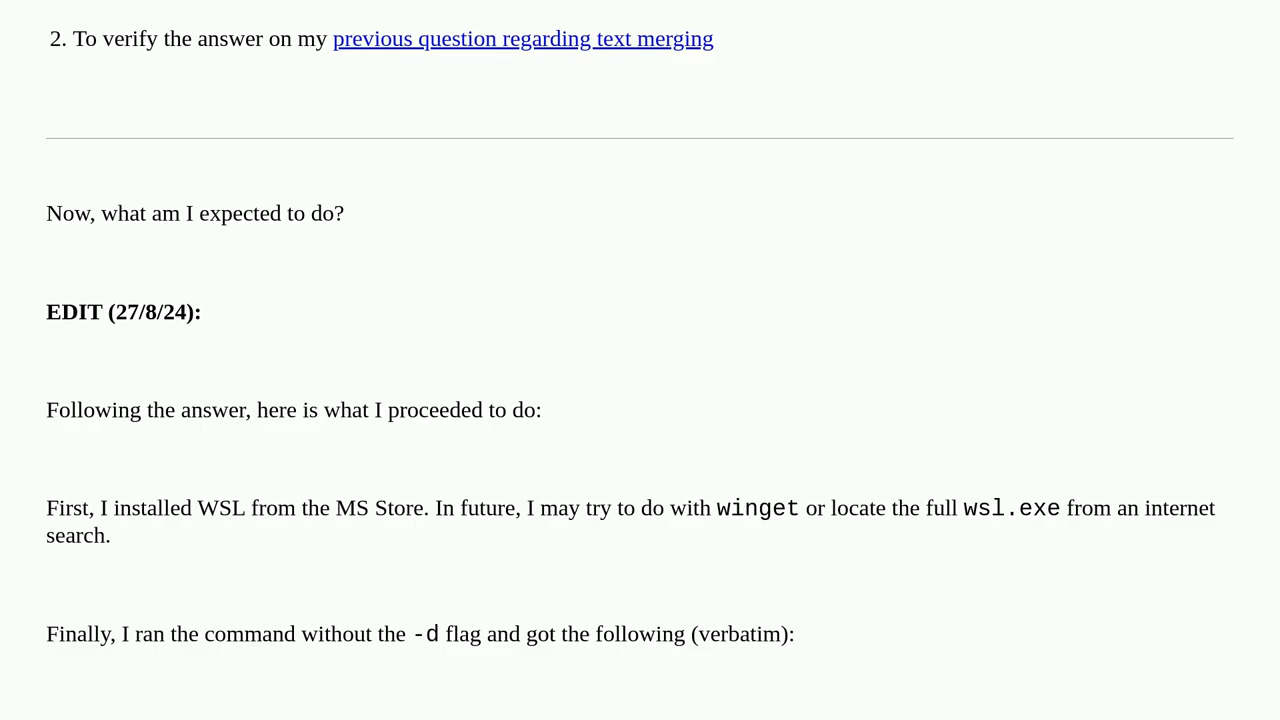 2. To verify the answer on my previous question regarding text merging
Now, what am I expected to do?
EDIT (27/8/24):
Following the answer, here is what I proceeded to do:
First, I installed WSL from the MS Store. In future, I may try to do with winget or locate the full wsl.exe from an internet
search.
Finally, I ran the command without the -d flag and got the following (verbatim):